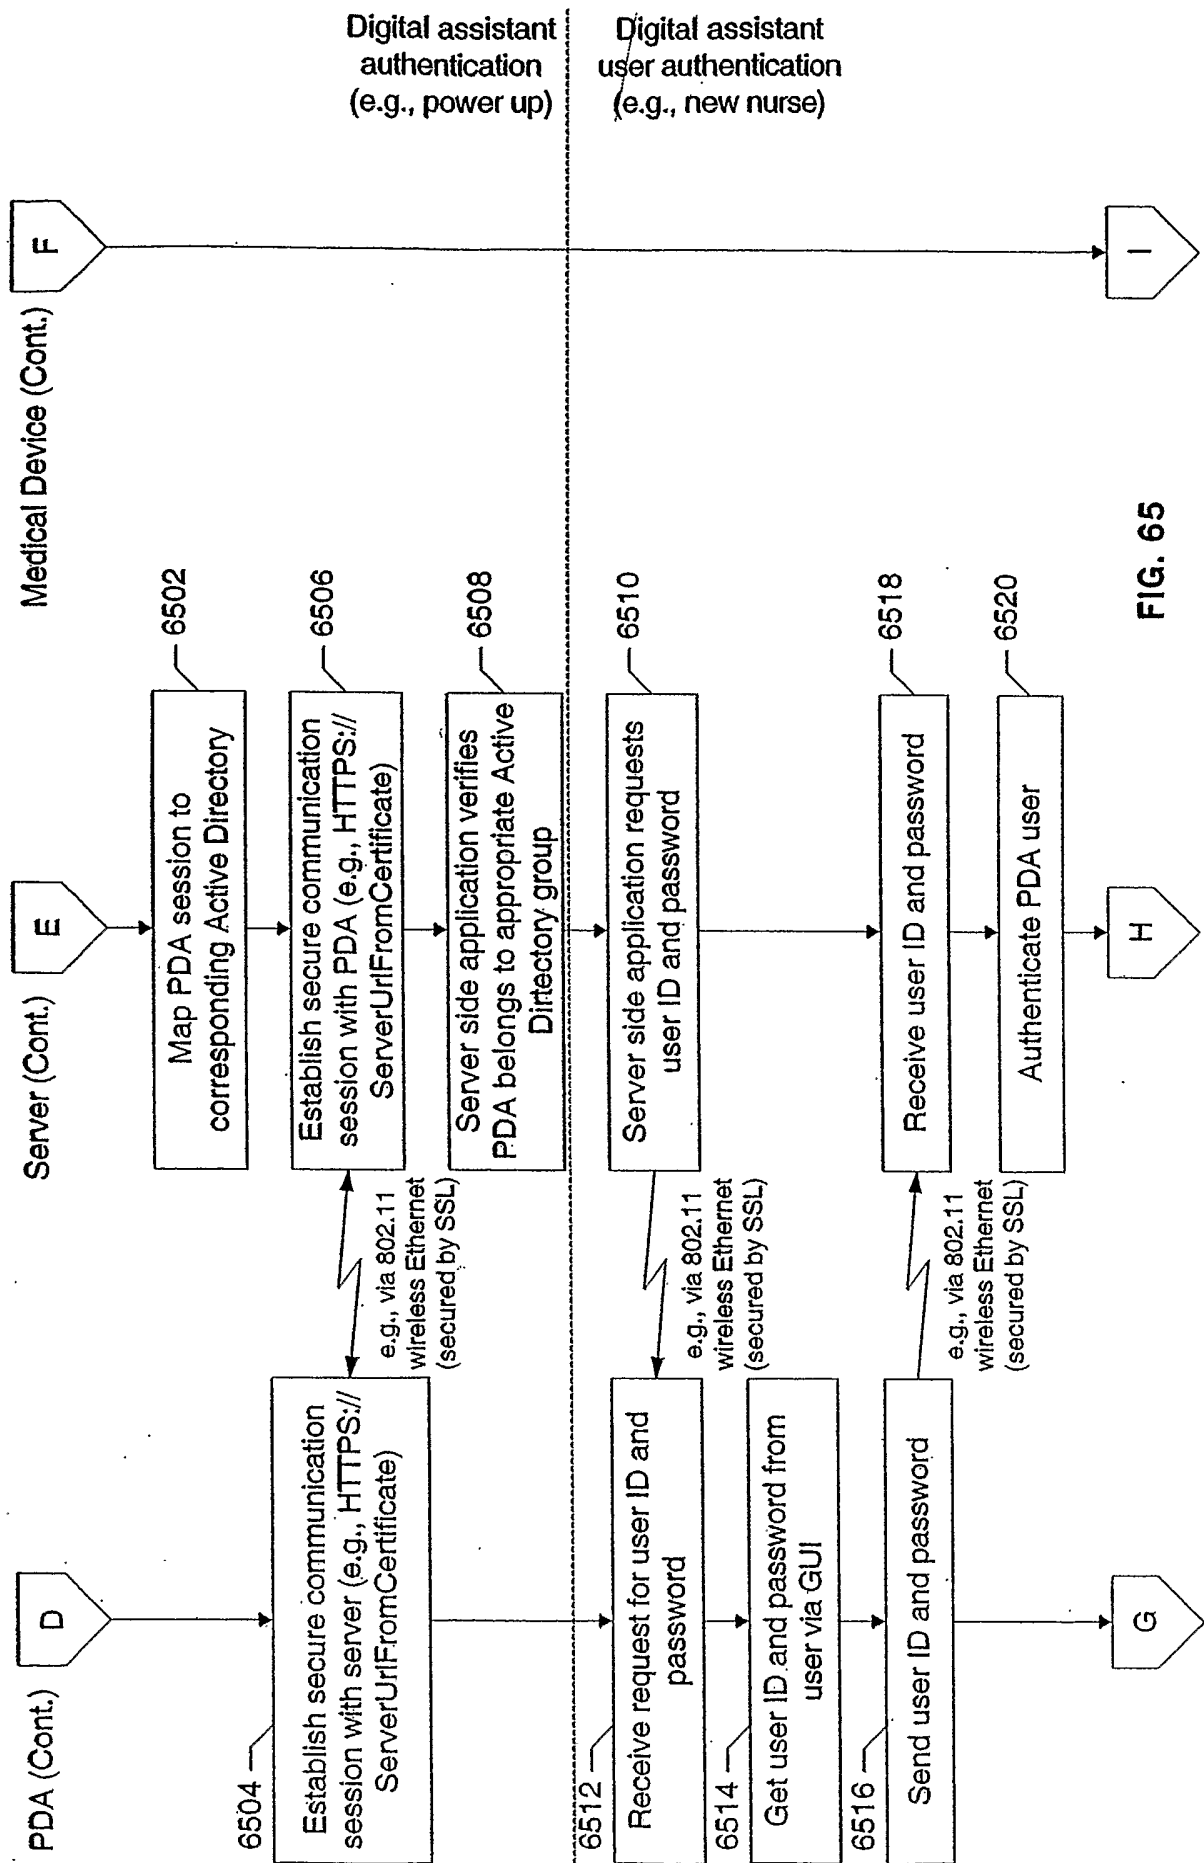 PDA (Cont.)
D
Server (Cont.)
E
Medical Device (Cont.)
F
Map PDA session to
corresponding Active Directory
6502
6504
Establish secure communication
session with server (e.g., HTTPS://
ServerUrlFromCertificate)
e.g., via 802.11
wireless Ethernet
(secured by SSL)
Establish secure communication
session with PDA (e.g., HTTPS://
ServerUrlFromCertificate)
6506
Server side application verifies
PDA belongs to appropriate Active
Dirtectory group
6508
Digital assistant
authentication
(e.g., power up)
Digital assistant
user authentication
(e.g., new nurse)
Server side application requests
user ID and password
6510
6512
Receive request for user ID and
password
e.g., via 802.11
wireless Ethernet
(secured by SSL)
6514
Get user ID and password from
user via GUI
6516
Send user ID and password
e.g., via 802.11
wireless Ethernet
(secured by SSL)
Receive user ID and password
6518
Authenticate PDA user
6520
G
H
I
FIG. 65